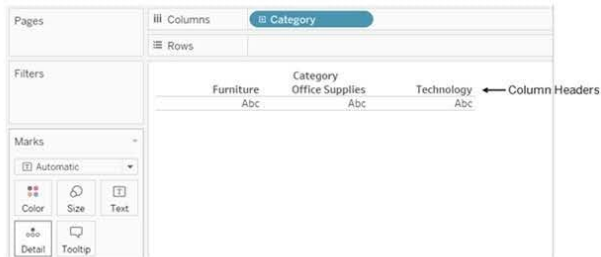 Pages
Columns
Category
Rows
Filters
Category
Furniture Office Supplies Technology
Column Headers
Abc Abc Abc
Marks
Automatic
Color Size Text
Detail Tooltip